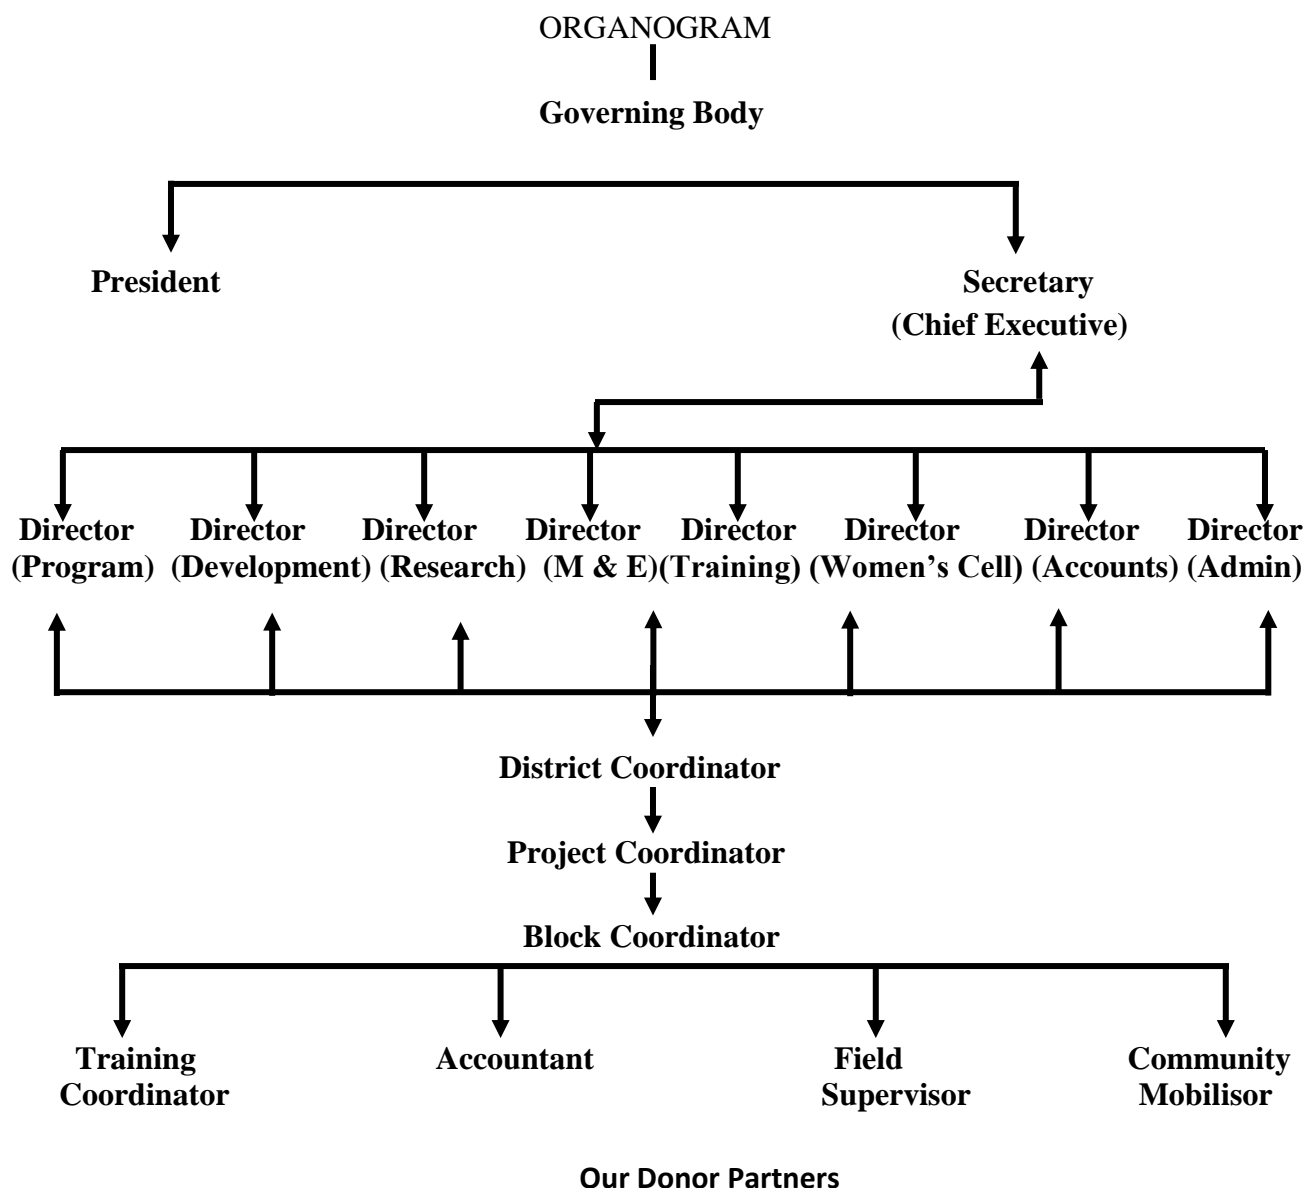 ORGANOGRAM
Governing Body
President Secretary
(Chief Executive)
Director Director Director Director Director Director Director Director
(Program) (Development) (Research) (M & E) (Training) (Women’s Cell) (Accounts) (Admin)
District Coordinator
Project Coordinator
Block Coordinator
Training Accountant Field Community
Coordinator Supervisor Mobilisor
Our Donor Partners